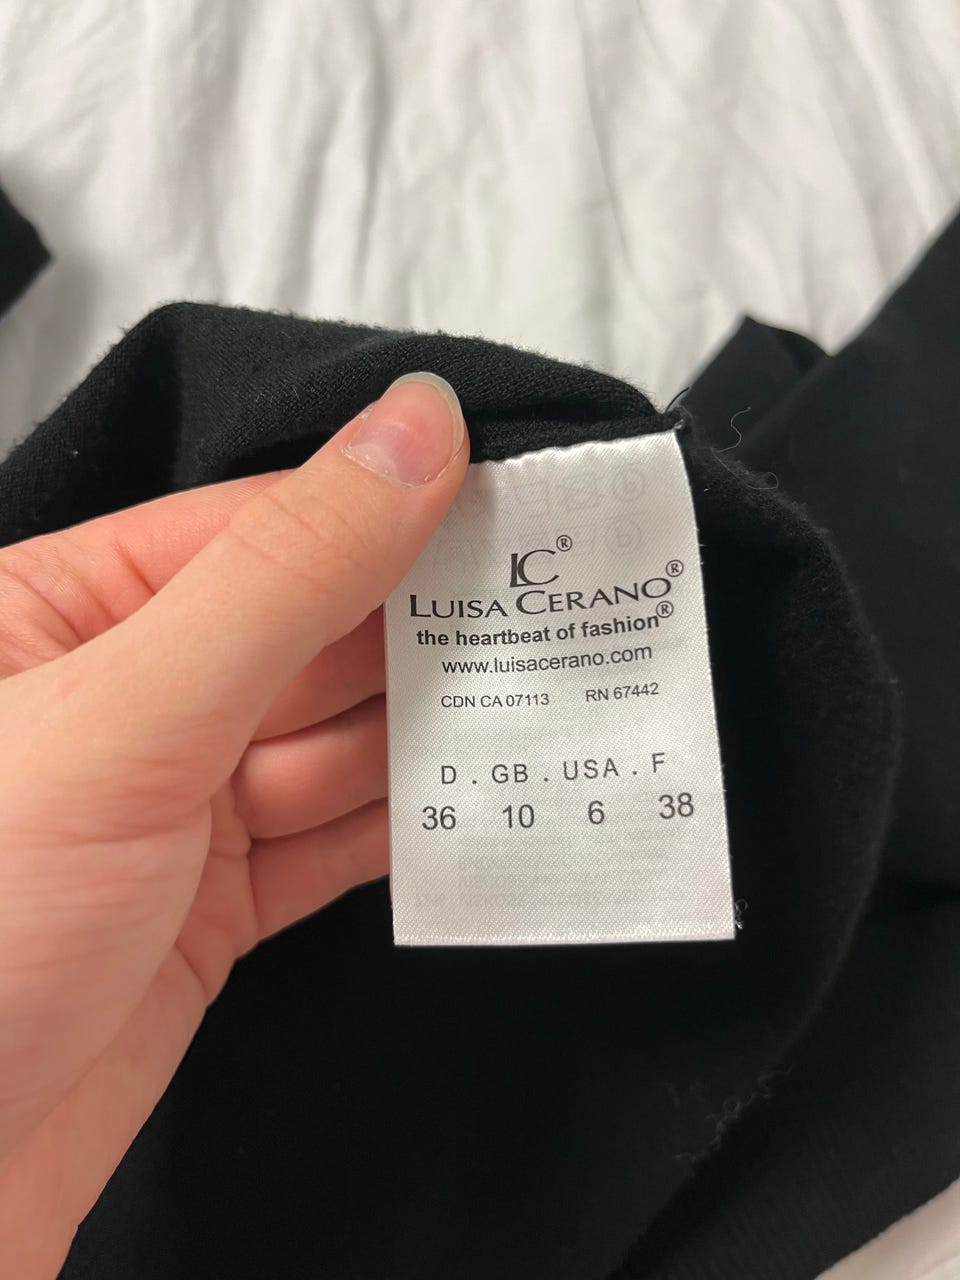 LC®
LUISA CERANO®
the heartbeat of fashion®
www.luisacerano.com
CDN CA 07113 RN 67442
D . GB . USA . F
36 10 6 38